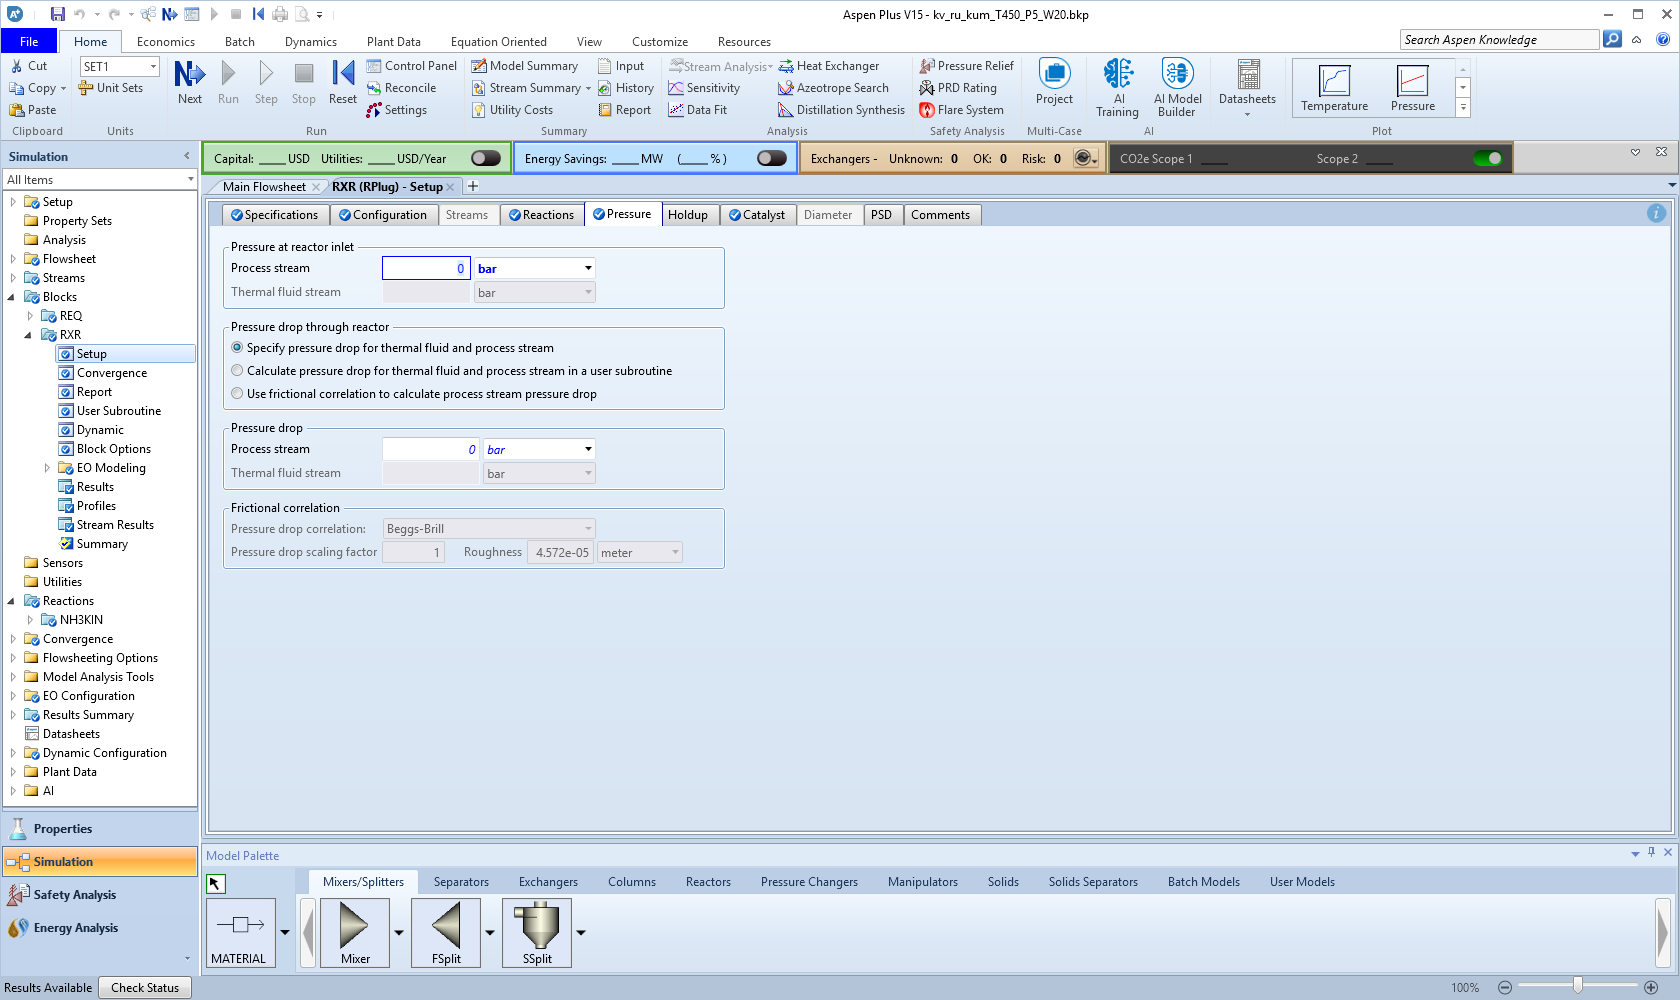 Aspen Plus V15 - kv_ru_kum_T450_P5_W20.bkp
File Home Economics Batch Dynamics Plant Data Equation Oriented View Customize Resources Search Aspen Knowledge
Cut SET1 Control Panel Model Summary Input Stream Analysis Heat Exchanger Pressure Relief
Copy Unit Sets Next Run Step Stop Reset Reconcile Stream Summary History Sensitivity Azeotrope Search PRD Rating Project AI Training AI Model Builder Datasheets Temperature Pressure
Paste Settings Utility Costs Report Data Fit Distillation Synthesis Flare System
Clipboard Units Run Summary Analysis Safety Analysis Multi-Case AI Plot
Simulation
All Items
Capital: ____ USD Utilities: ____ USD/Year Energy Savings: ____ MW (____ %) Exchangers - Unknown: 0 OK: 0 Risk: 0 CO2e Scope 1 ____ Scope 2 ____
Main Flowsheet RXR (RPlug) - Setup
Specifications Configuration Streams Reactions Pressure Holdup Catalyst Diameter PSD Comments
Setup
Property Sets
Analysis
Flowsheet
Streams
Blocks
REQ
RXR
Setup
Convergence
Report
User Subroutine
Dynamic
Block Options
EO Modeling
Results
Profiles
Stream Results
Summary
Sensors
Utilities
Reactions
NH3KIN
Convergence
Flowsheeting Options
Model Analysis Tools
EO Configuration
Results Summary
Datasheets
Dynamic Configuration
Plant Data
AI
Properties
Simulation
Safety Analysis
Energy Analysis
Pressure at reactor inlet
Process stream 0 bar
Thermal fluid stream bar
Pressure drop through reactor
Specify pressure drop for thermal fluid and process stream
Calculate pressure drop for thermal fluid and process stream in a user subroutine
Use frictional correlation to calculate process stream pressure drop
Pressure drop
Process stream 0 bar
Thermal fluid stream bar
Frictional correlation
Pressure drop correlation: Beggs-Brill
Pressure drop scaling factor 1 Roughness 4.572e-05 meter
Model Palette
Mixers/Splitters Separators Exchangers Columns Reactors Pressure Changers Manipulators Solids Solids Separators Batch Models User Models
MATERIAL Mixer FSplit SSplit
Results Available Check Status 100%